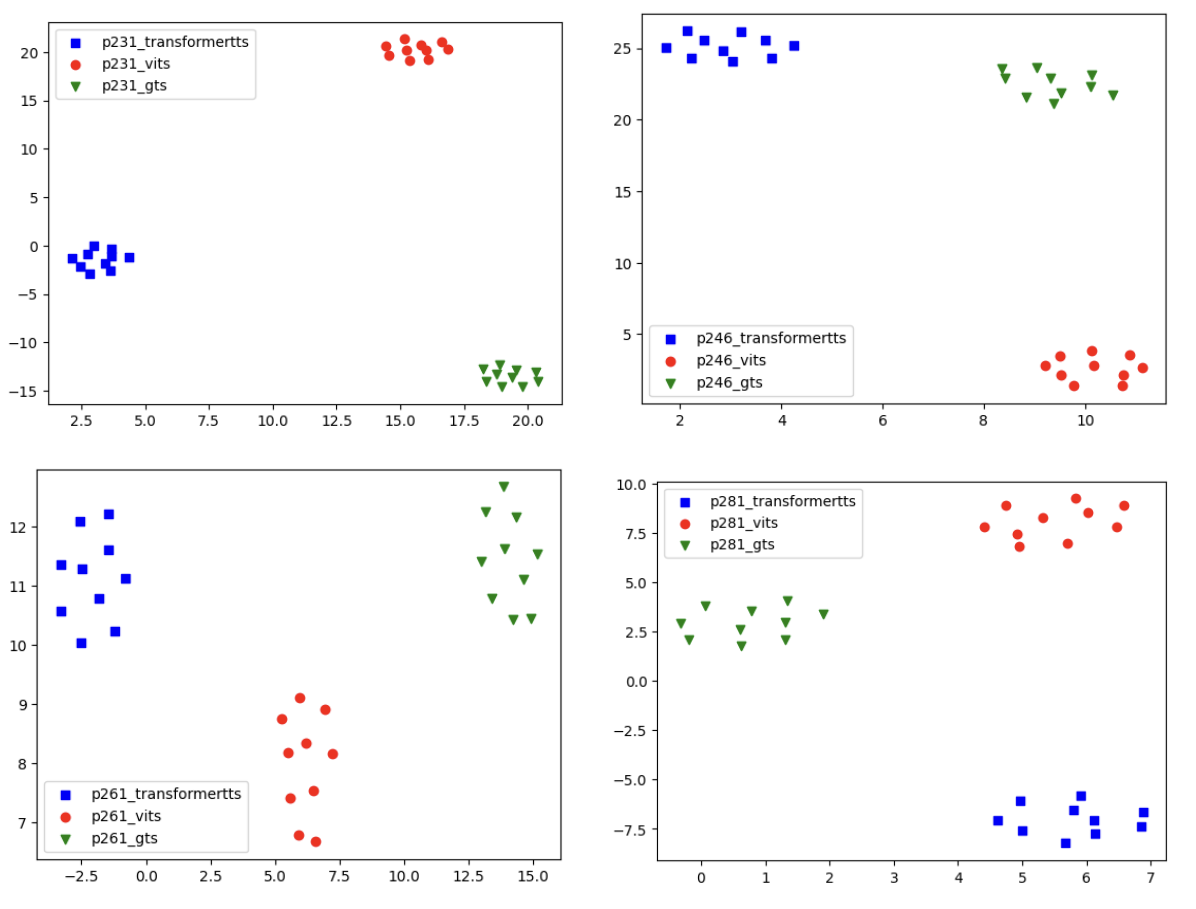 p231_transformertts
p231_vits
p231_gts
20
15
10
5
0
−5
−10
−15
2.5 5.0 7.5 10.0 12.5 15.0 17.5 20.0
25
20
15
10
5
p246_transformertts
p246_vits
p246_gts
2 4 6 8 10
12
11
10
9
8
7
p261_transformertts
p261_vits
p261_gts
−2.5 0.0 2.5 5.0 7.5 10.0 12.5 15.0
p281_transformertts
p281_vits
p281_gts
10.0
7.5
5.0
2.5
0.0
−2.5
−5.0
−7.5
0 1 2 3 4 5 6 7